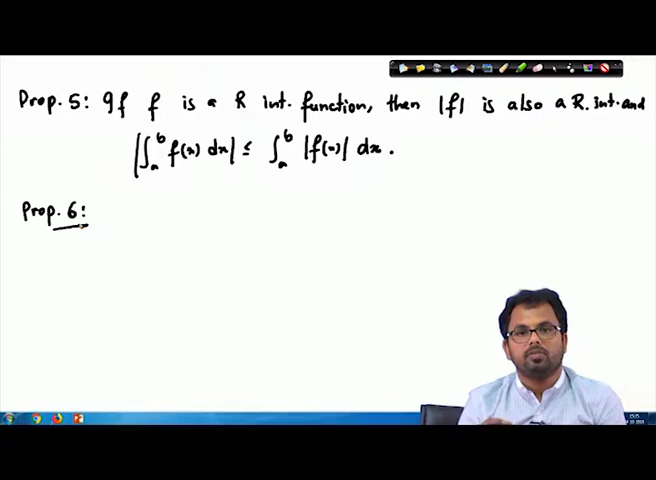 Prop. 5: If f is a R int. function, then |f| is also a R. int. and
|∫_a^b f(x) dx| ≤ ∫_a^b |f(x)| dx .
Prop. 6: